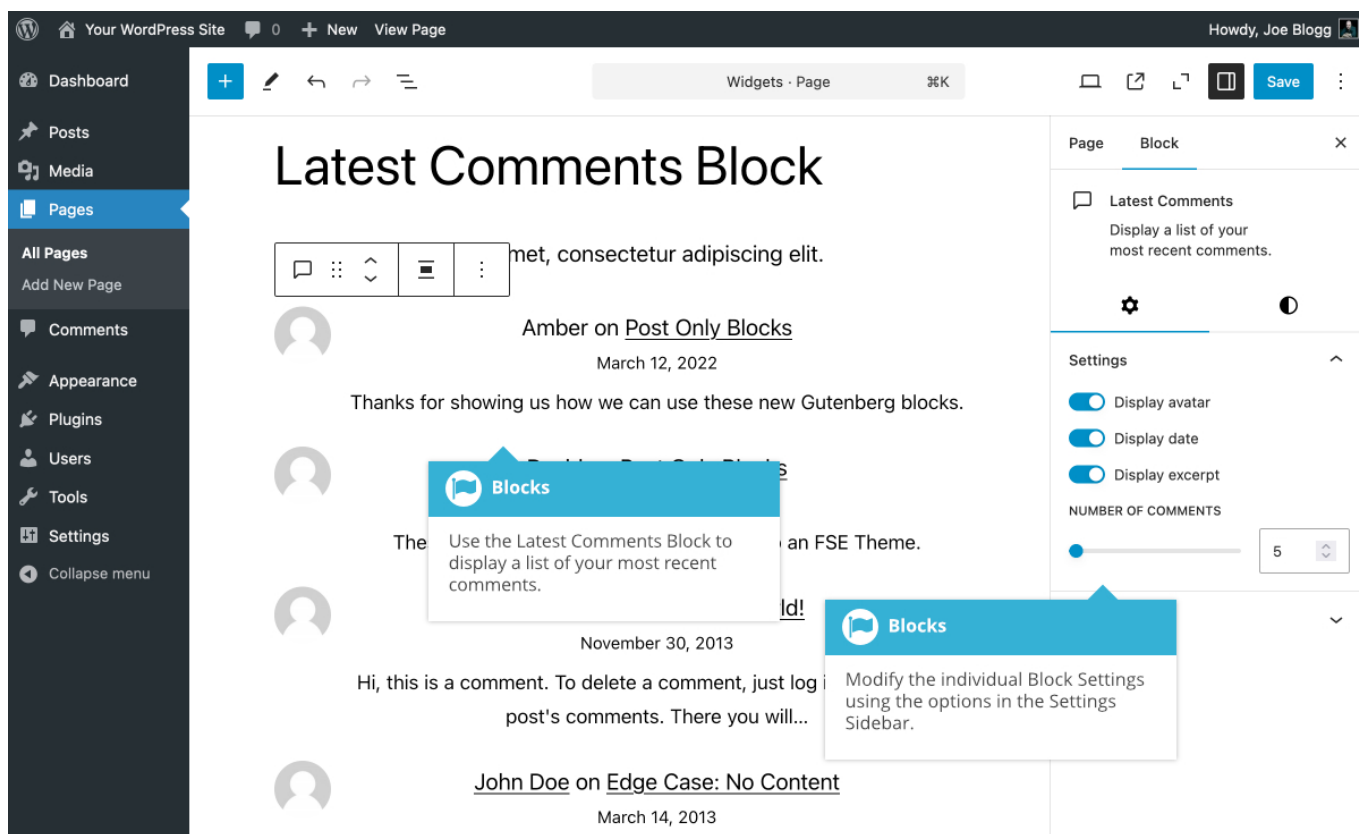 Your WordPress Site 0 New View Page Howdy, Joe Blogg
Dashboard
Posts
Media
Pages
All Pages
Add New Page
Comments
Appearance
Plugins
Users
Tools
Settings
Collapse menu
Widgets · Page ⌘K
Save
Latest Comments Block
met, consectetur adipiscing elit.
Amber on Post Only Blocks
March 12, 2022
Thanks for showing us how we can use these new Gutenberg blocks.
Blocks
Use the Latest Comments Block to
display a list of your most recent
comments.
The
an FSE Theme.
ld!
November 30, 2013
Hi, this is a comment. To delete a comment, just log
post's comments. There you will...
John Doe on Edge Case: No Content
March 14, 2013
Page Block
Latest Comments
Display a list of your
most recent comments.
Settings
Display avatar
Display date
Display excerpt
NUMBER OF COMMENTS
5
Blocks
Modify the individual Block Settings
using the options in the Settings
Sidebar.